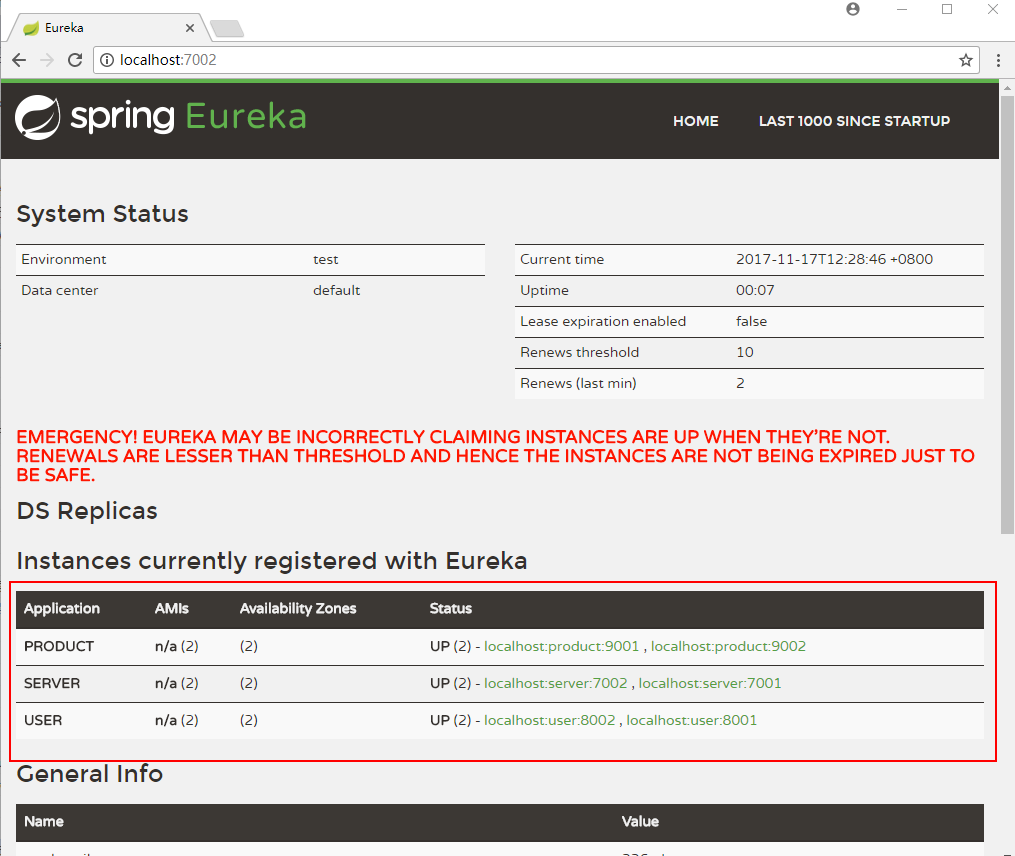 Eureka
localhost:7002
spring Eureka
HOME LAST 1000 SINCE STARTUP
System Status
Environment test
Data center default
Current time 2017-11-17T12:28:46 +0800
Uptime 00:07
Lease expiration enabled false
Renews threshold 10
Renews (last min) 2
EMERGENCY! EUREKA MAY BE INCORRECTLY CLAIMING INSTANCES ARE UP WHEN THEY'RE NOT.
RENEWALS ARE LESSER THAN THRESHOLD AND HENCE THE INSTANCES ARE NOT BEING EXPIRED JUST TO
BE SAFE.
DS Replicas
Instances currently registered with Eureka
Application AMIs Availability Zones Status
PRODUCT n/a (2) (2) UP (2) - localhost:product:9001 , localhost:product:9002
SERVER n/a (2) (2) UP (2) - localhost:server:7002 , localhost:server:7001
USER n/a (2) (2) UP (2) - localhost:user:8002 , localhost:user:8001
General Info
Name Value